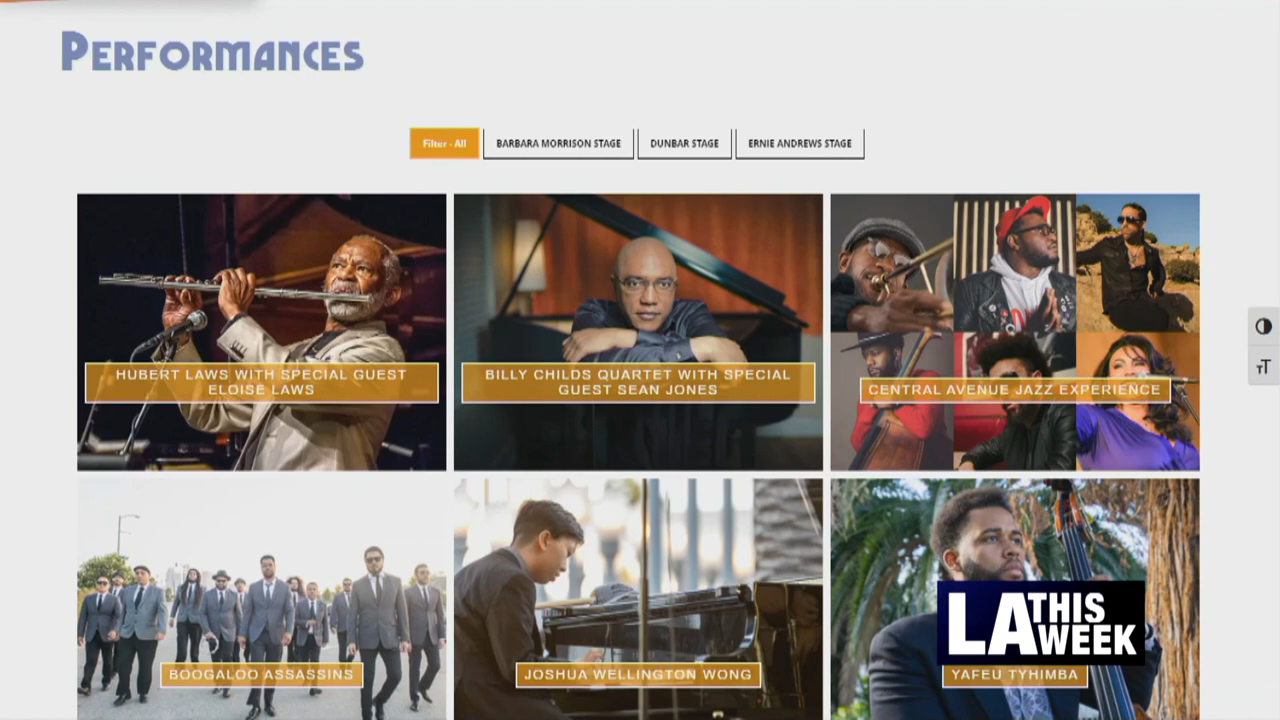 PERFORMANCES
Filter - All
BARBARA MORRISON STAGE
DUNBAR STAGE
ERNIE ANDREWS STAGE
HUBERT LAWS WITH SPECIAL GUEST
ELOISE LAWS
BILLY CHILDS QUARTET WITH SPECIAL
GUEST SEAN JONES
CENTRAL AVENUE JAZZ EXPERIENCE
BOOGALOO ASSASSINS
JOSHUA WELLINGTON WONG
LA THIS
WEEK
YAFEU TYHIMBA
TT